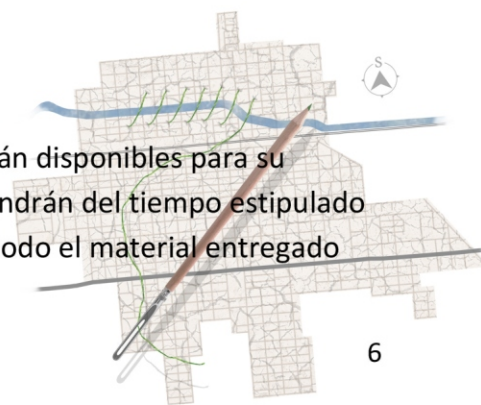 S
án disponibles para su
ndrán del tiempo estipulado
odo el material entregado
6